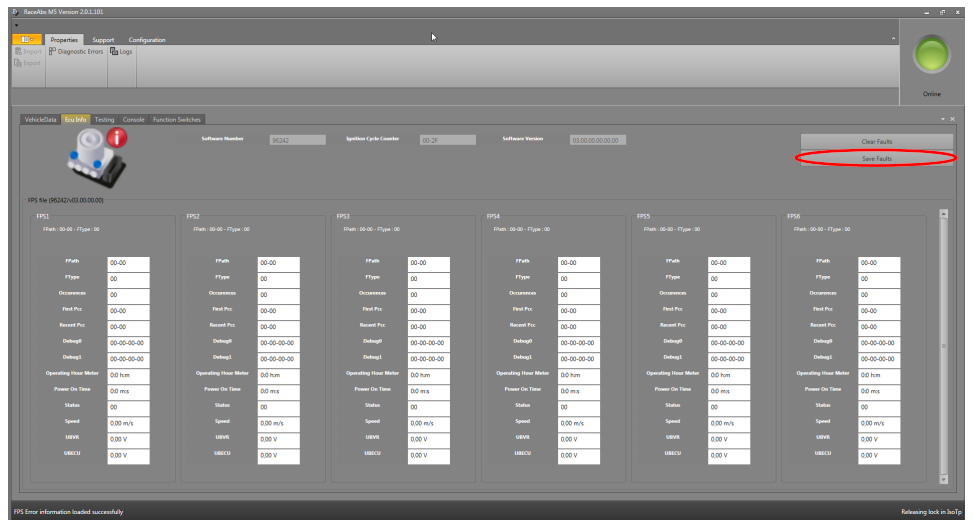 RaceAbs M5 Version 2.0.1.101
Properties Support Configuration
Import Diagnostic Errors Logs
Export
Online
VehicleData Ecu Info Testing Console Function Switches
Software Number 96242 Ignition Cycle Counter 00-2F Software Version 03.00.00.00.00.00
Clear Faults
Save Faults
FPS file (96242/v03.00.00.00)
FPS1 FPS2 FPS3 FPS4 FPS5 FPS6
FPath : 00-00 - FType : 00 FPath : 00-00 - FType : 00 FPath : 00-00 - FType : 00 FPath : 00-00 - FType : 00 FPath : 00-00 - FType : 00 FPath : 00-00 - FType : 00
FPath 00-00 FPath 00-00 FPath 00-00 FPath 00-00 FPath 00-00 FPath 00-00
FType 00 FType 00 FType 00 FType 00 FType 00 FType 00
Occurences 00 Occurences 00 Occurences 00 Occurences 00 Occurences 00 Occurences 00
First Pcc 00-00 First Pcc 00-00 First Pcc 00-00 First Pcc 00-00 First Pcc 00-00 First Pcc 00-00
Recent Pcc 00-00 Recent Pcc 00-00 Recent Pcc 00-00 Recent Pcc 00-00 Recent Pcc 00-00 Recent Pcc 00-00
Debug0 00-00-00-00 Debug0 00-00-00-00 Debug0 00-00-00-00 Debug0 00-00-00-00 Debug0 00-00-00-00 Debug0 00-00-00-00
Debug1 00-00-00-00 Debug1 00-00-00-00 Debug1 00-00-00-00 Debug1 00-00-00-00 Debug1 00-00-00-00 Debug1 00-00-00-00
Operating Hour Meter 0:0 h:m Operating Hour Meter 0:0 h:m Operating Hour Meter 0:0 h:m Operating Hour Meter 0:0 h:m Operating Hour Meter 0:0 h:m Operating Hour Meter 0:0 h:m
Power On Time 0:0 m:s Power On Time 0:0 m:s Power On Time 0:0 m:s Power On Time 0:0 m:s Power On Time 0:0 m:s Power On Time 0:0 m:s
Status 00 Status 00 Status 00 Status 00 Status 00 Status 00
Speed 0,00 m/s Speed 0,00 m/s Speed 0,00 m/s Speed 0,00 m/s Speed 0,00 m/s Speed 0,00 m/s
UBVR 0,00 V UBVR 0,00 V UBVR 0,00 V UBVR 0,00 V UBVR 0,00 V UBVR 0,00 V
UBECU 0,00 V UBECU 0,00 V UBECU 0,00 V UBECU 0,00 V UBECU 0,00 V UBECU 0,00 V
FPS Error information loaded successfully Releasing lock in IsoTp